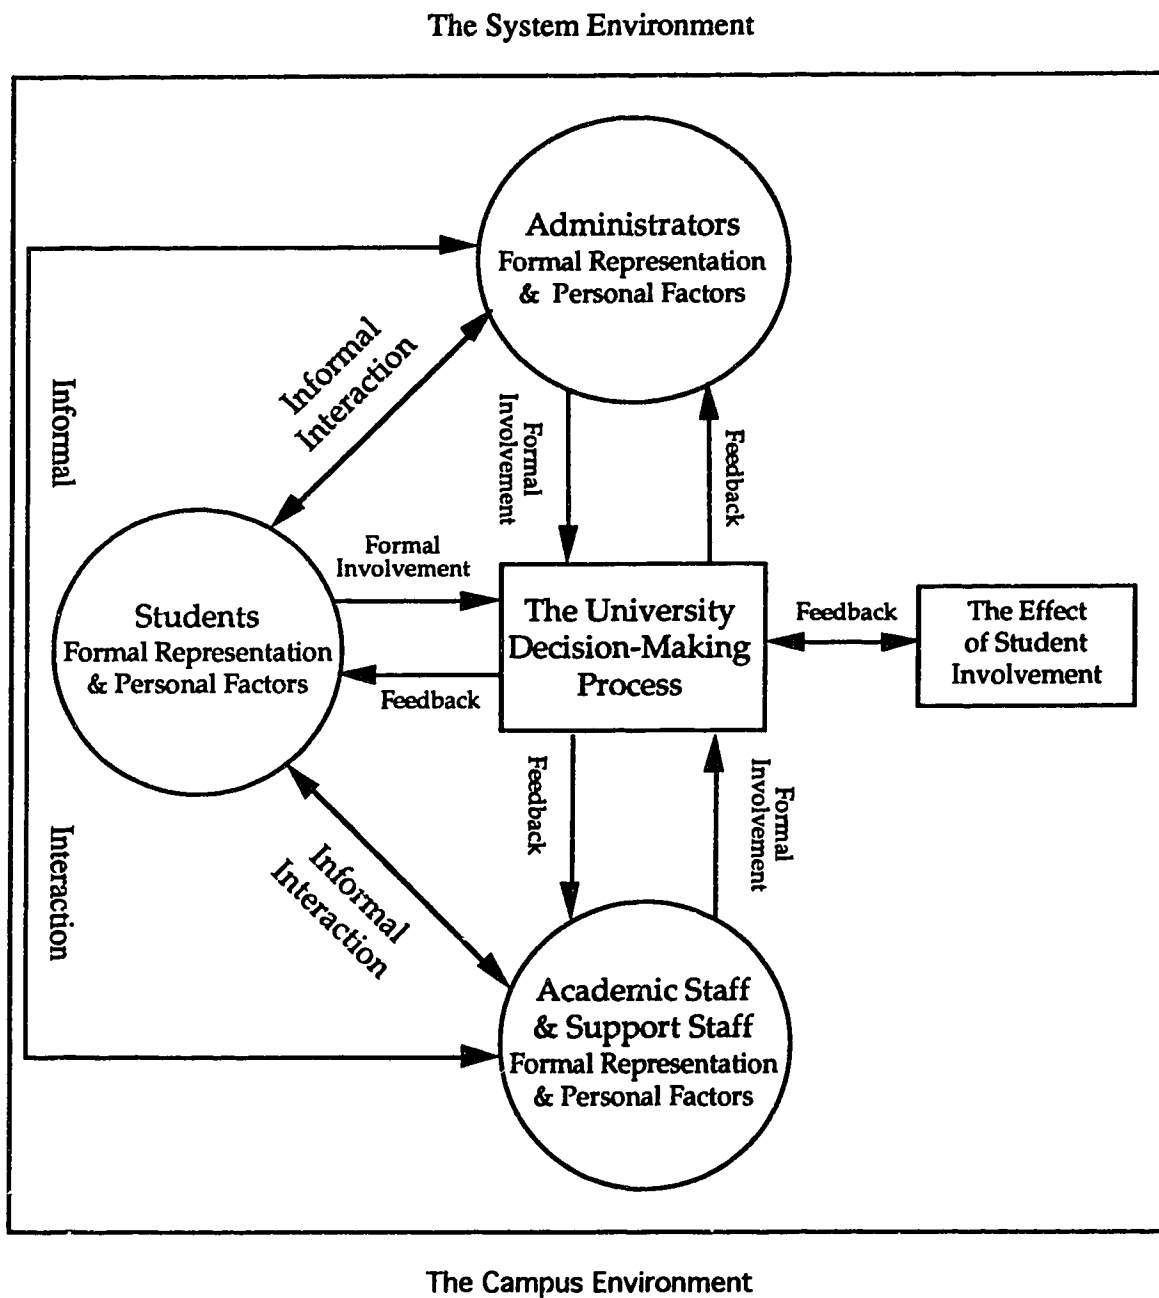 The System Environment
Administrators
Formal Representation
& Personal Factors
Informal
Interaction
Informal
Interaction
Formal
Involvement
Feedback
Formal
Involvement
Students
Formal Representation
& Personal Factors
Feedback
The University
Decision-Making
Process
Feedback
The Effect
of Student
Involvement
Feedback
Formal
Involvement
Informal
Interaction
Academic Staff
& Support Staff
Formal Representation
& Personal Factors
The Campus Environment